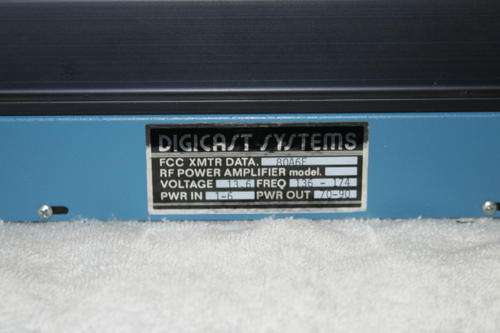 DIGICAST SYSTEMS
FCC XMTR DATA. 80A6F
RF POWER AMPLIFIER model.
VOLTAGE 13.6 FREQ 136 - 174
PWR IN 1-6 PWR OUT 70-90